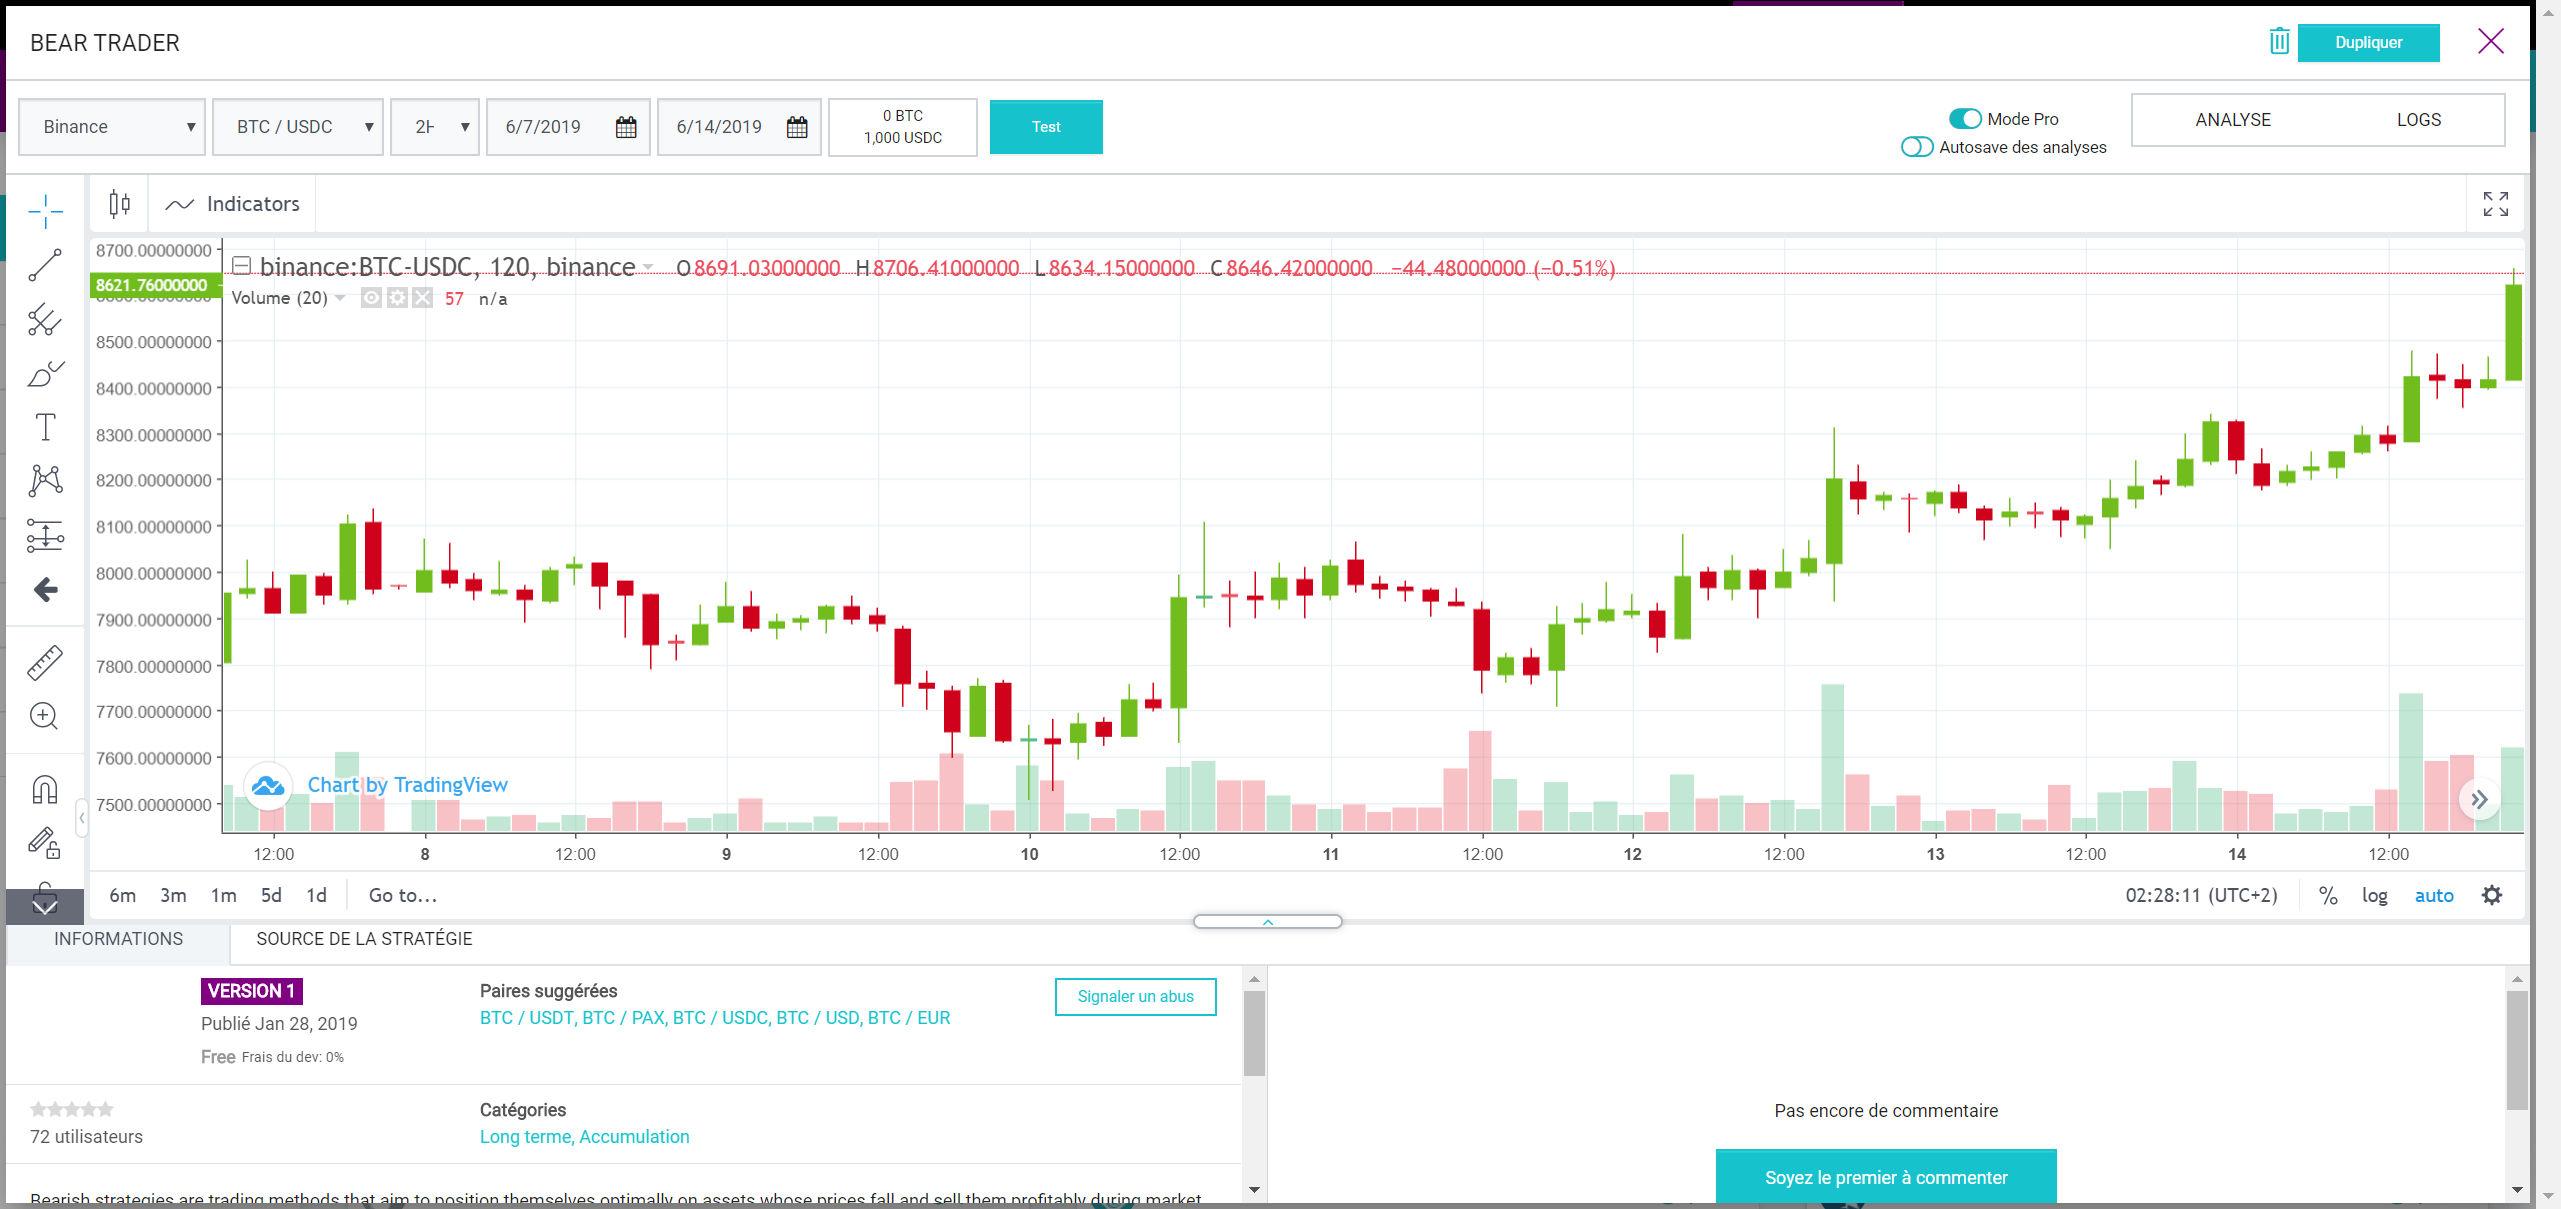 BEAR TRADER
Dupliquer
Binance
BTC / USDC
2H
6/7/2019
6/14/2019
0 BTC
1,000 USDC
Test
Mode Pro
Autosave des analyses
ANALYSE
LOGS
Indicators
binance:BTC-USDC, 120, binance O8691.03000000 H8706.41000000 L8634.15000000 C8646.42000000 −44.48000000 (−0.51%)
Volume (20) 57 n/a
8700.00000000
8621.76000000
8500.00000000
8400.00000000
8300.00000000
8200.00000000
8100.00000000
8000.00000000
7900.00000000
7800.00000000
7700.00000000
7600.00000000
7500.00000000
Chart by TradingView
12:00 8 12:00 9 12:00 10 12:00 11 12:00 12 12:00 13 12:00 14 12:00
6m 3m 1m 5d 1d Go to...
02:28:11 (UTC+2) % log auto
INFORMATIONS
SOURCE DE LA STRATÉGIE
VERSION 1
Publié Jan 28, 2019
Free Frais du dev: 0%
Paires suggérées
BTC / USDT, BTC / PAX, BTC / USDC, BTC / USD, BTC / EUR
Signaler un abus
72 utilisateurs
Catégories
Long terme, Accumulation
Bearish strategies are trading methods that aim to position themselves optimally on assets whose prices fall and sell them profitably during market
Pas encore de commentaire
Soyez le premier à commenter